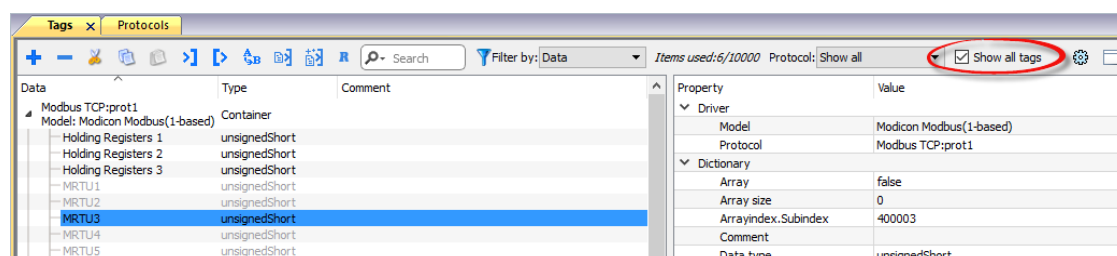 Tags x Protocols
R Search Filter by: Data Items used:6/10000 Protocol: Show all Show all tags
Data Type Comment Property Value
Modbus TCP:prot1
Model: Modicon Modbus(1-based) Container
Driver
Model Modicon Modbus(1-based)
Holding Registers 1 unsignedShort
Protocol Modbus TCP:prot1
Holding Registers 2 unsignedShort
Dictionary
Holding Registers 3 unsignedShort
Array false
MRTU1 unsignedShort
Array size 0
MRTU2 unsignedShort
Arrayindex.Subindex 400003
MRTU3 unsignedShort
Comment
MRTU4 unsignedShort
Data type unsignedShort
MRTU5 unsignedShort